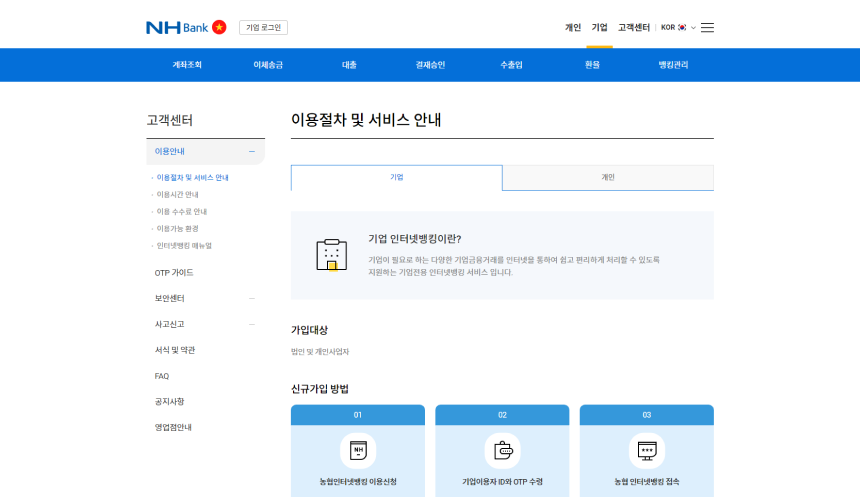 NH Bank
기업 로그인
개인 기업 고객센터 KOR
계좌조회 이체송금 대출 결재승인 수출입 환율 뱅킹관리
고객센터
이용안내
· 이용절차 및 서비스 안내
· 이용시간 안내
· 이용 수수료 안내
· 이용가능 환경
· 인터넷뱅킹 매뉴얼
OTP 가이드
보안센터
사고신고
서식 및 약관
FAQ
공지사항
영업점안내
이용절차 및 서비스 안내
기업 개인
기업 인터넷뱅킹이란?
기업이 필요로 하는 다양한 기업금융거래를 인터넷을 통하여 쉽고 편리하게 처리할 수 있도록
지원하는 기업전용 인터넷뱅킹 서비스 입니다.
가입대상
법인 및 개인사업자
신규가입 방법
01
NH
농협인터넷뱅킹 이용신청
02
기업이용자 ID와 OTP 수령
03
***
농협 인터넷뱅킹 접속